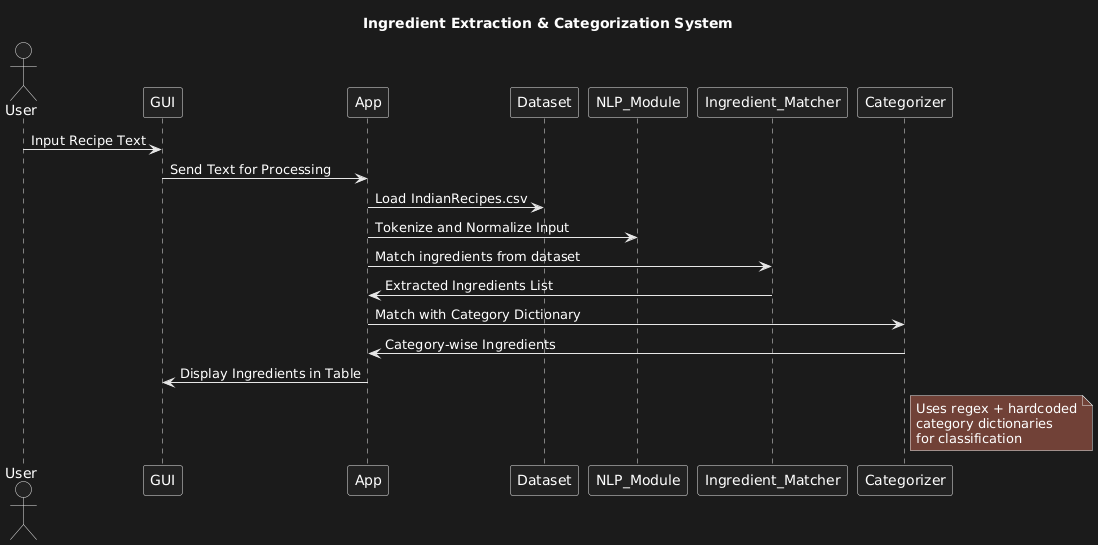 Ingredient Extraction & Categorization System
User
GUI
App
Dataset
NLP_Module
Ingredient_Matcher
Categorizer
Input Recipe Text
Send Text for Processing
Load IndianRecipes.csv
Tokenize and Normalize Input
Match ingredients from dataset
Extracted Ingredients List
Match with Category Dictionary
Category-wise Ingredients
Display Ingredients in Table
Uses regex + hardcoded
category dictionaries
for classification
User
GUI
App
Dataset
NLP_Module
Ingredient_Matcher
Categorizer